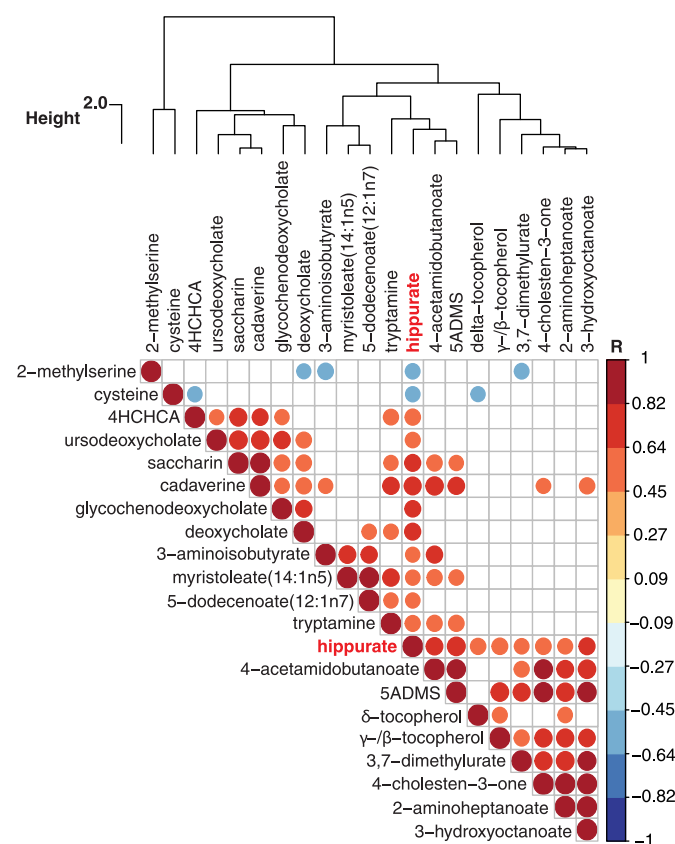 2.0
Height
2−methylserine
cysteine
4HCHCA
ursodeoxycholate
saccharin
cadaverine
glycochenodeoxycholate
deoxycholate
3−aminoisobutyrate
myristoleate(14:1n5)
5−dodecenoate(12:1n7)
tryptamine
hippurate
4−acetamidobutanoate
5ADMS
delta−tocopherol
γ−/β−tocopherol
3,7−dimethylurate
4−cholesten−3−one
2−aminoheptanoate
3−hydroxyoctanoate
R
2−methylserine
cysteine
4HCHCA
ursodeoxycholate
saccharin
cadaverine
glycochenodeoxycholate
deoxycholate
3−aminoisobutyrate
myristoleate(14:1n5)
5−dodecenoate(12:1n7)
tryptamine
hippurate
4−acetamidobutanoate
5ADMS
δ−tocopherol
γ−/β−tocopherol
3,7−dimethylurate
4−cholesten−3−one
2−aminoheptanoate
3−hydroxyoctanoate
1
0.82
0.64
0.45
0.27
0.09
−0.09
−0.27
−0.45
−0.64
−0.82
−1